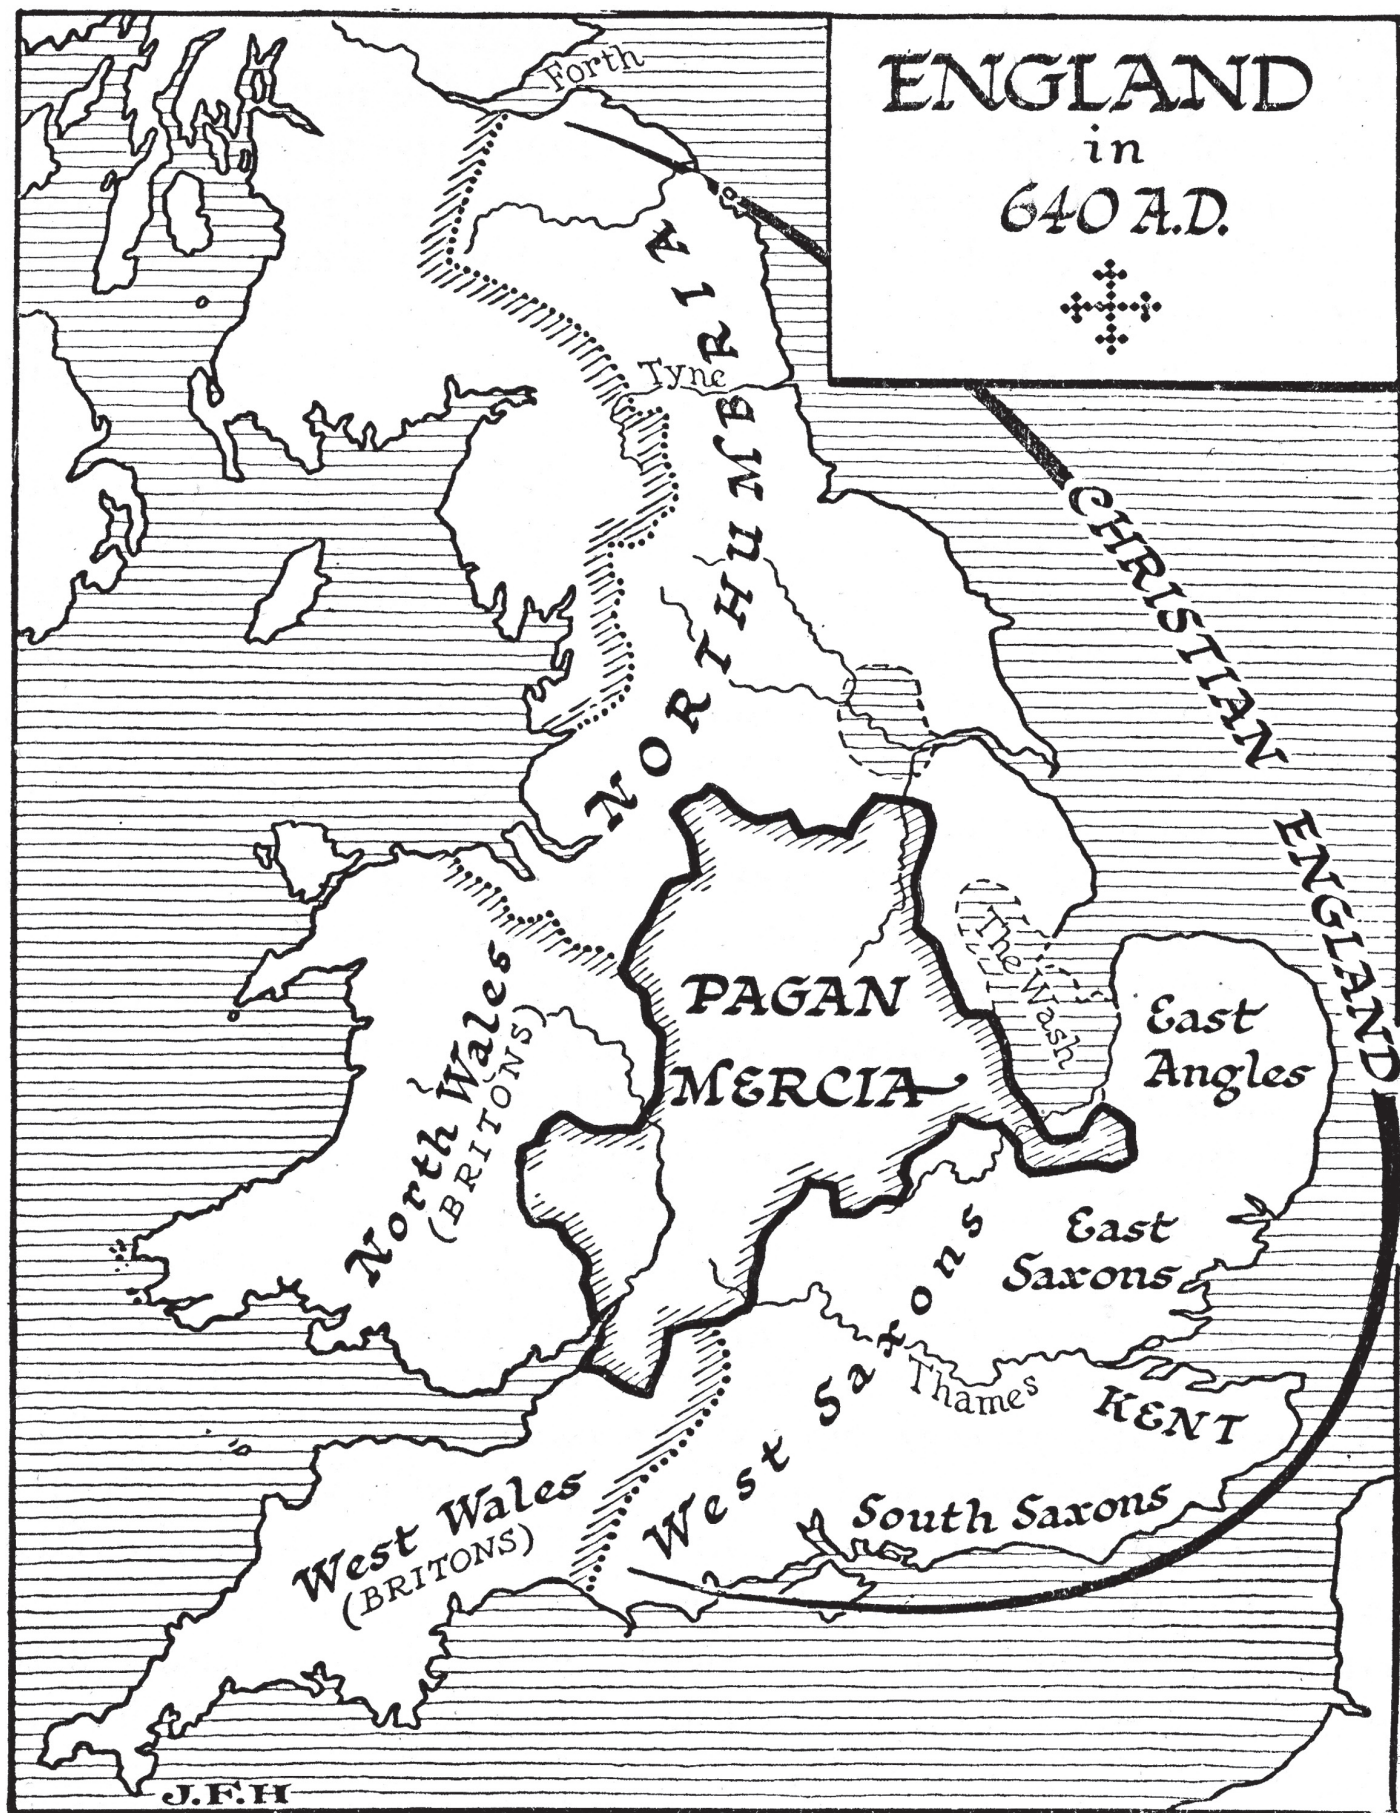 ENGLAND
in
640 A.D.
Forth
NORTHUMBRIA
Tyne
CHRISTIAN ENGLAND
The Wash
PAGAN
MERCIA
East
Angles
North Wales
(BRITONS)
East
Saxons
West Saxons
Thames
KENT
South Saxons
West Wales
(BRITONS)
J.F.H